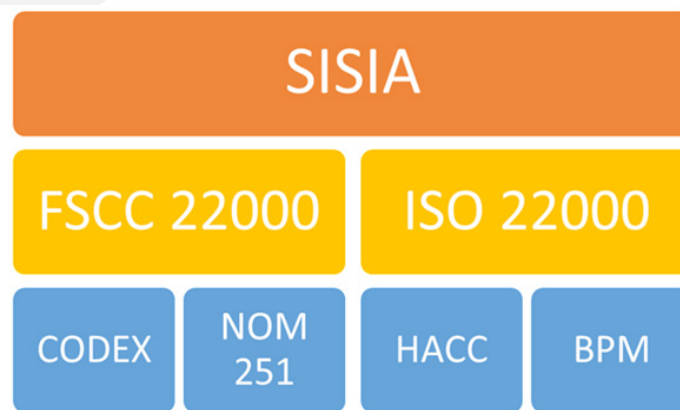 SISIA
FSCC 22000
ISO 22000
CODEX
NOM
251
HACC
BPM